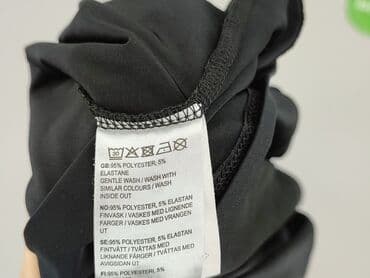 30
GB:95% POLYESTER, 5%
ELASTANE
GENTLE WASH / WASH WITH
SIMILAR COLOURS / WASH
INSIDE OUT
NO:95% POLYESTER, 5% ELASTAN
FINVASK / VASKES MED LIGNENDE
FARGER / VASKES MED VRANGEN
UT
SE:95% POLYESTER, 5% ELASTAN
FINTVÄTT / TVÄTTAS MED
LIKNANDE FÄRGER / TVÄTTAS MED
AVIGSIDAN UT
FI:95% POLYESTER, 5%